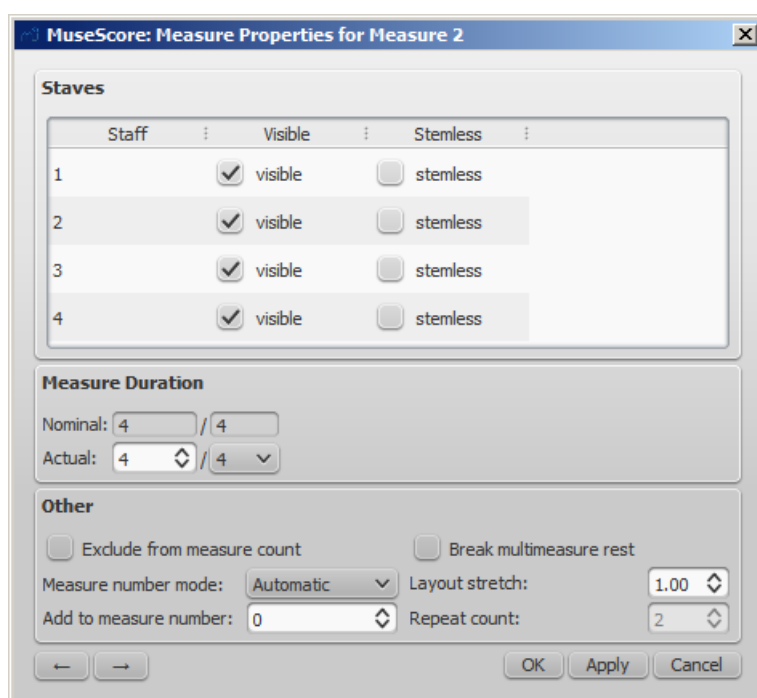 MuseScore: Measure Properties for Measure 2
Staves
Staff Visible Stemless
1 visible stemless
2 visible stemless
3 visible stemless
4 visible stemless
Measure Duration
Nominal: 4 / 4
Actual: 4 / 4
Other
Exclude from measure count Break multimeasure rest
Measure number mode: Automatic Layout stretch: 1.00
Add to measure number: 0 Repeat count: 2
← → OK Apply Cancel